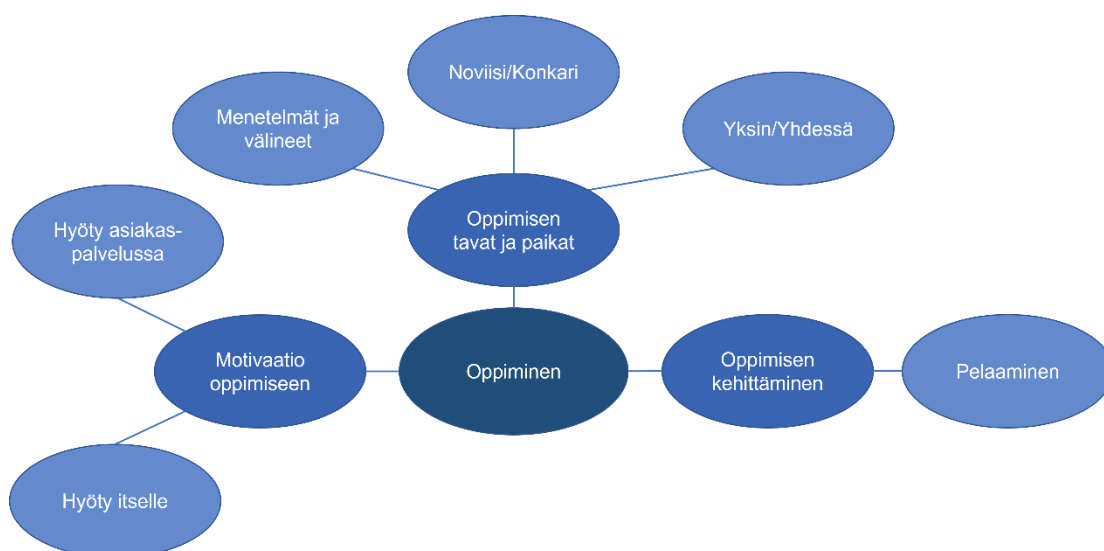 Noviisi/Konkari
Menetelmät ja
välineet
Yksin/Yhdessä
Oppimisen
tavat ja paikat
Hyöty asiakas-
palvelussa
Motivaatio
oppimiseen
Oppiminen
Oppimisen
kehittäminen
Pelaaminen
Hyöty itselle